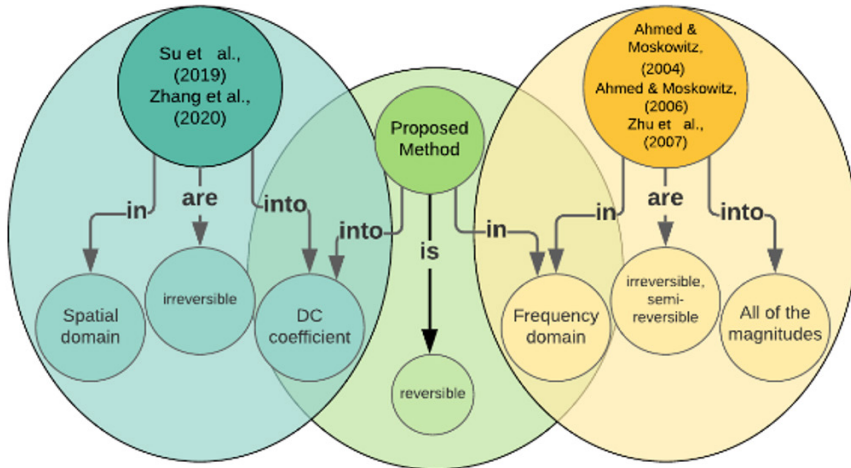 Su et al.,
(2019)
Zhang et al.,
(2020)
in
are
into
Spatial
domain
irreversible
DC
coefficient
Proposed
Method
into
is
in
reversible
Ahmed &
Moskowitz,
(2004)
Ahmed & Moskowitz,
(2006)
Zhu et al.,
(2007)
in
are
into
Frequency
domain
irreversible,
semi-
reversible
All of the
magnitudes